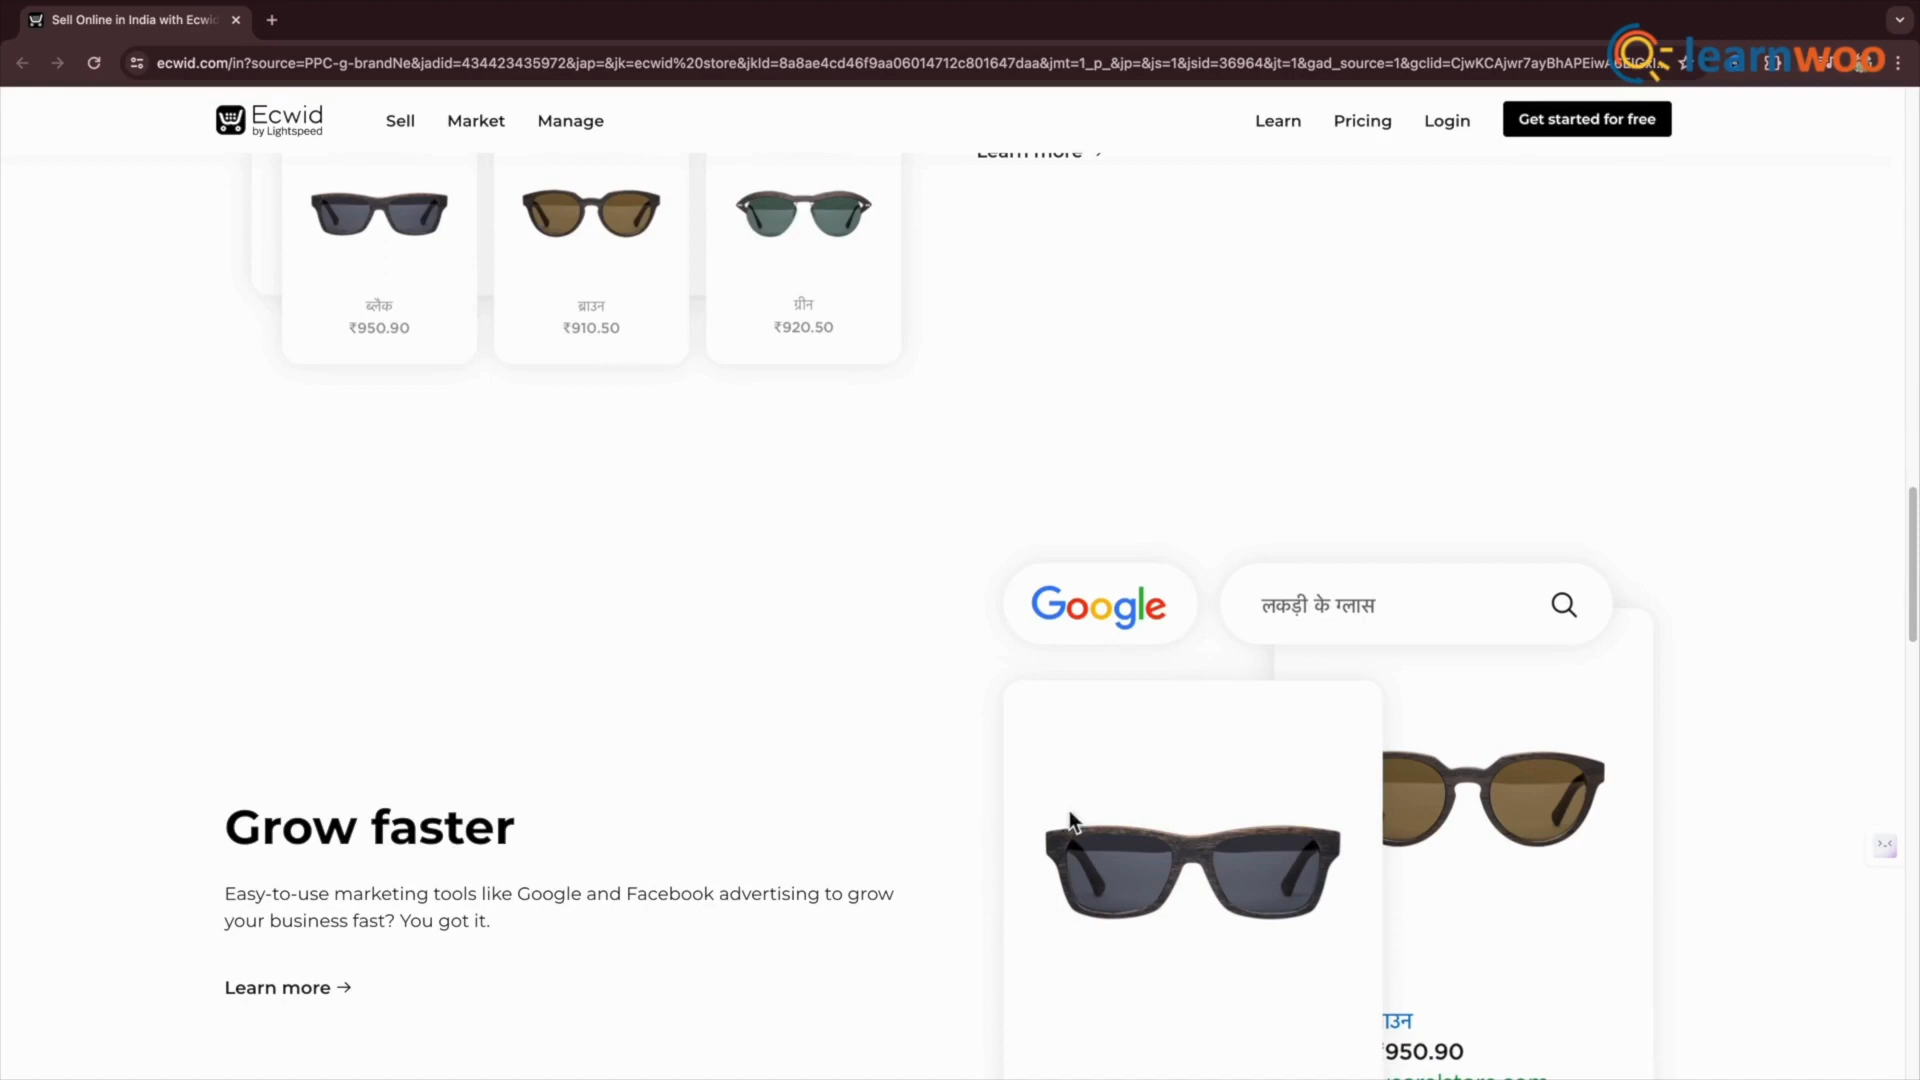 Sell Online in India with Ecwid
learnwoo
ecwid.com/in?source=PPC-g-brandNe&jadid=434423435972&jap=&jk=ecwid%20store&jkId=8a8ae4cd46f9aa06014712c801647daa&jmt=1_p_&jp=&js=1&jsid=36964&jt=1&gad_source=1&gclid=CjwKCAjwr7ayBhAPEiwA
Ecwid
by Lightspeed
Sell
Market
Manage
Learn
Pricing
Login
Get started for free
Learn more
ब्लैक
₹950.90
ब्राउन
₹910.50
ग्रीन
₹920.50
Google
लकड़ी के ग्लास
Grow faster
Easy-to-use marketing tools like Google and Facebook advertising to grow
your business fast? You got it.
Learn more →
950.90